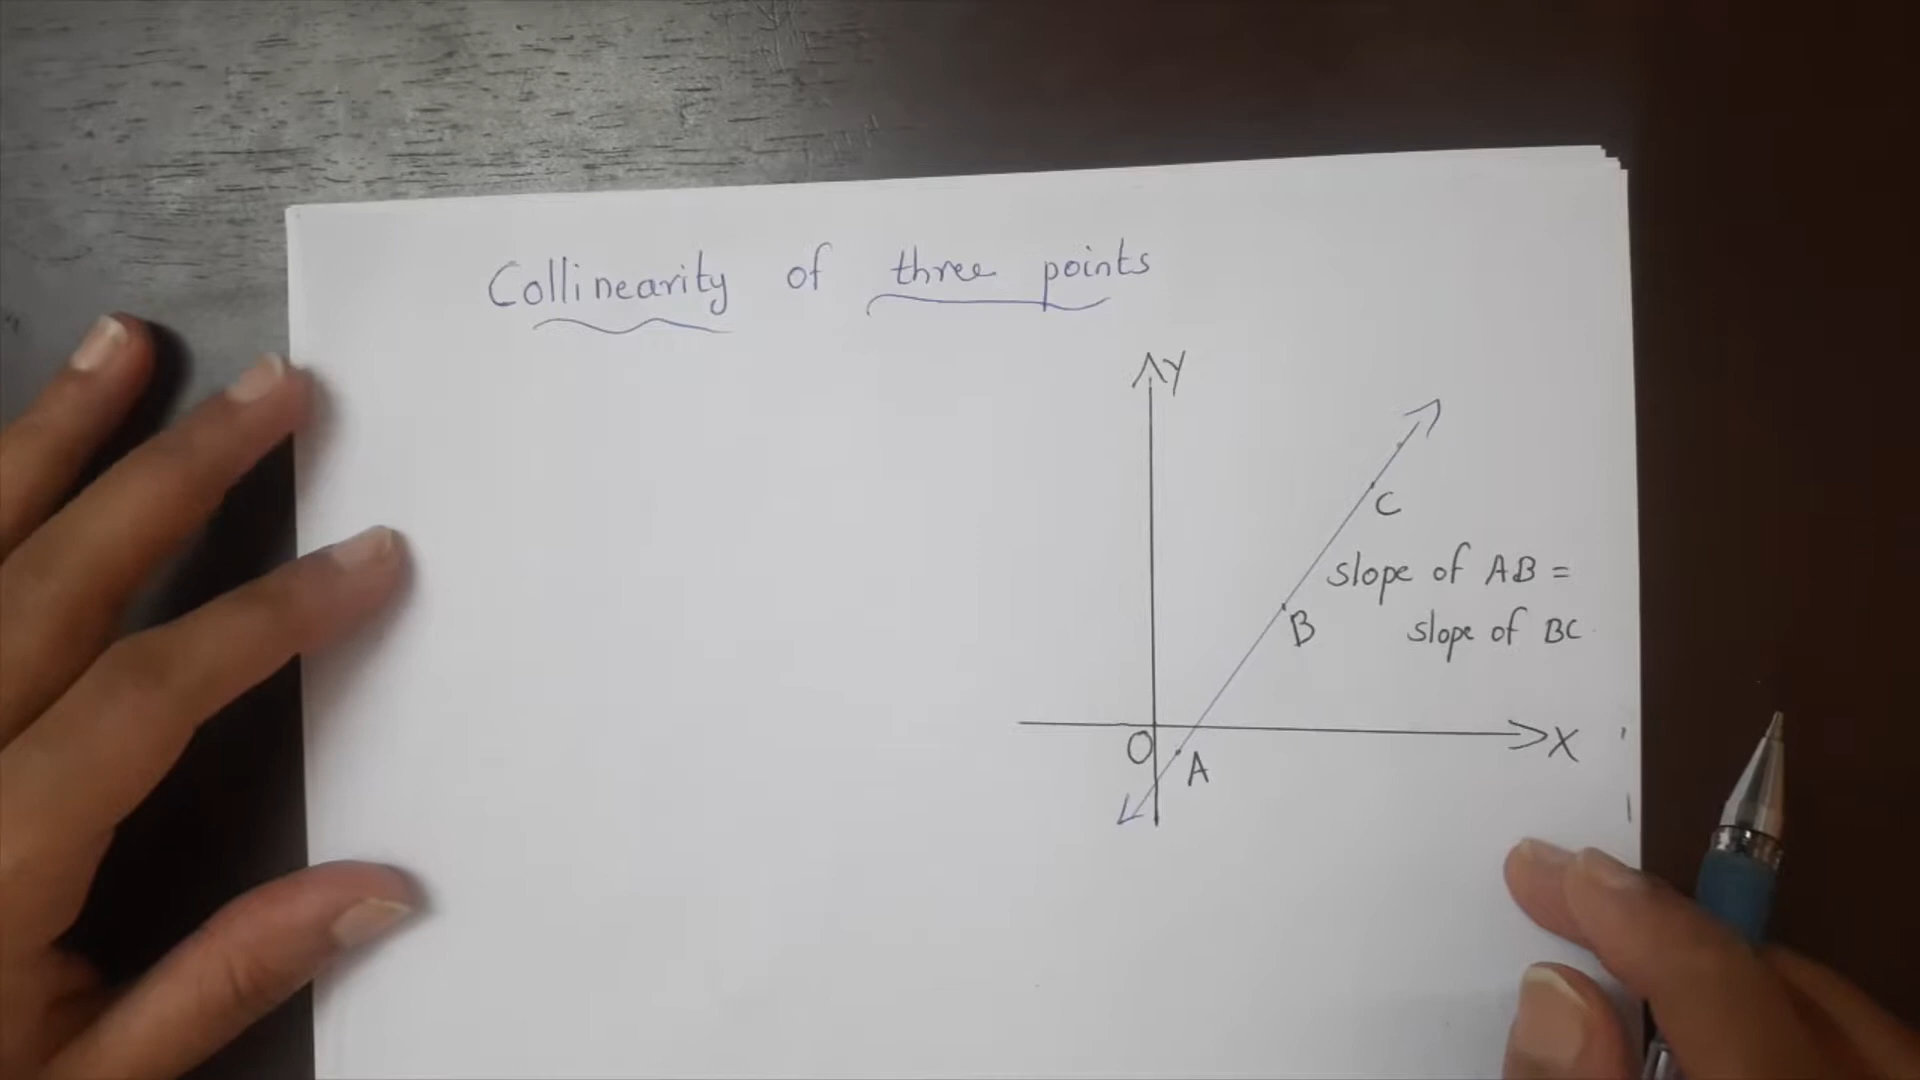 Collinearity of three points
Y
C
slope of AB =
B
slope of BC
O
A
X